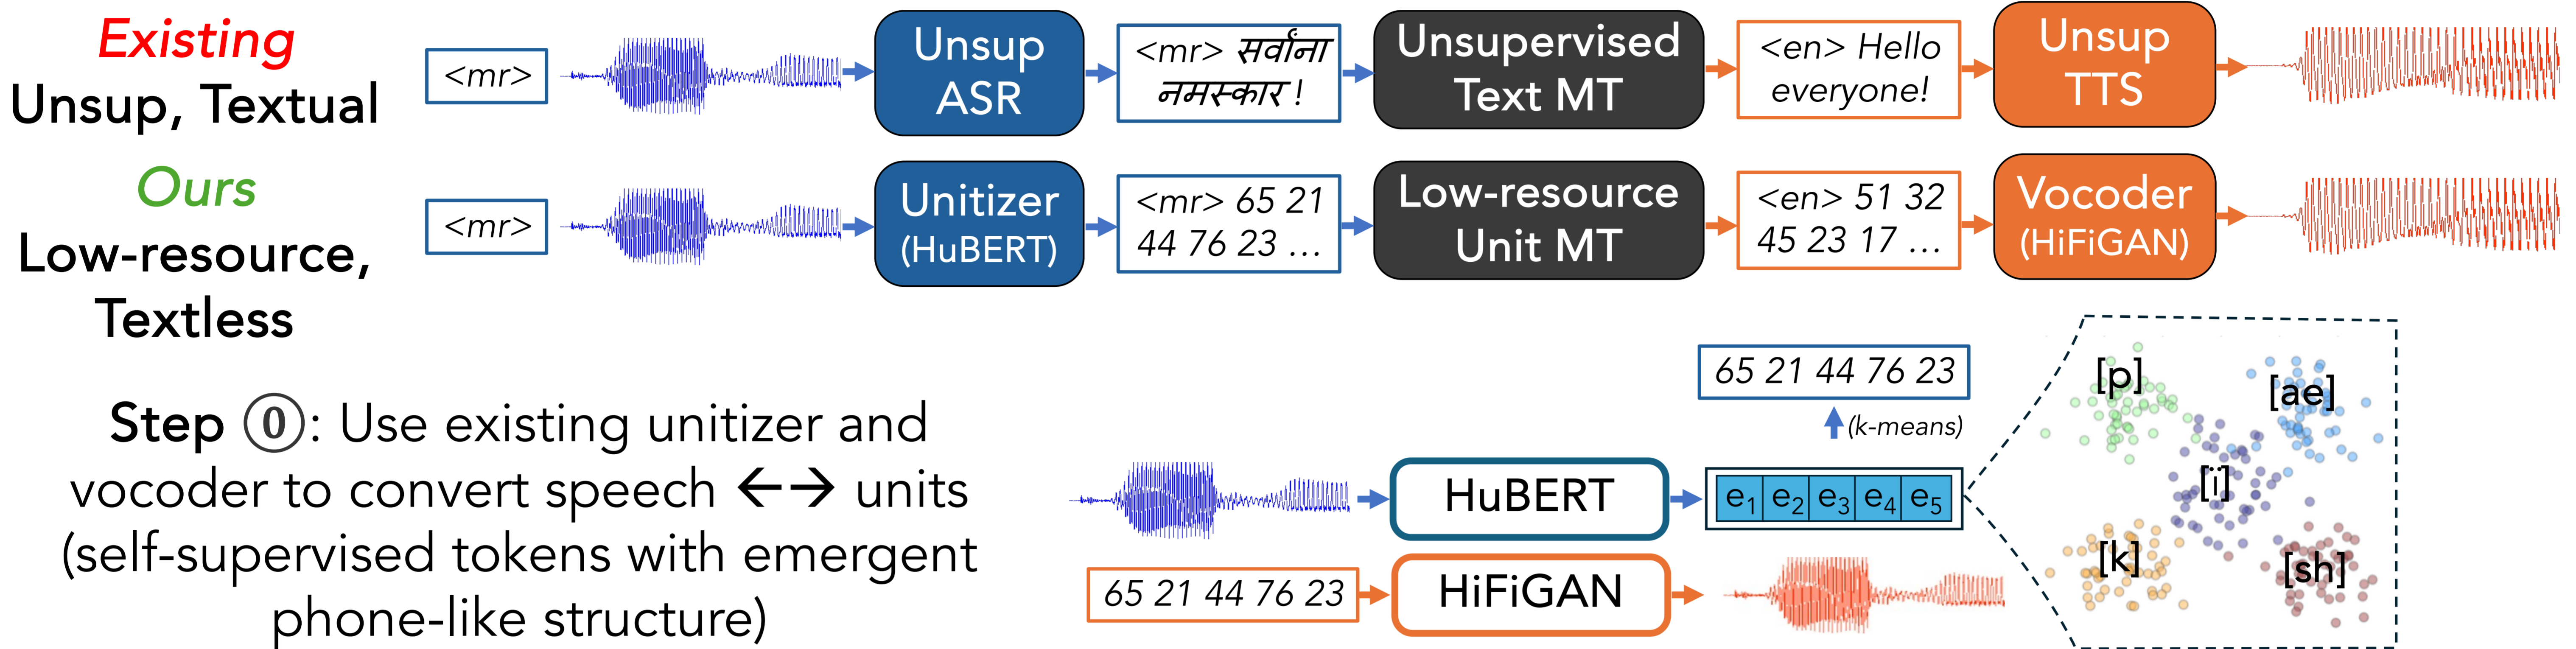 Existing
Unsup, Textual
<mr>
Unsup
ASR
<mr> सर्वांना
नमस्कार !
Unsupervised
Text MT
<en> Hello
everyone!
Unsup
TTS
Ours
Low-resource,
Textless
<mr>
Unitizer
(HuBERT)
<mr> 65 21
44 76 23 ...
Low-resource
Unit MT
<en> 51 32
45 23 17 ...
Vocoder
(HiFiGAN)
Step ⓪: Use existing unitizer and
vocoder to convert speech ←→ units
(self-supervised tokens with emergent
phone-like structure)
65 21 44 76 23
(k-means)
HuBERT
e₁ e₂ e₃ e₄ e₅
65 21 44 76 23
HiFiGAN
[p]
[ae]
[i]
[k]
[sh]